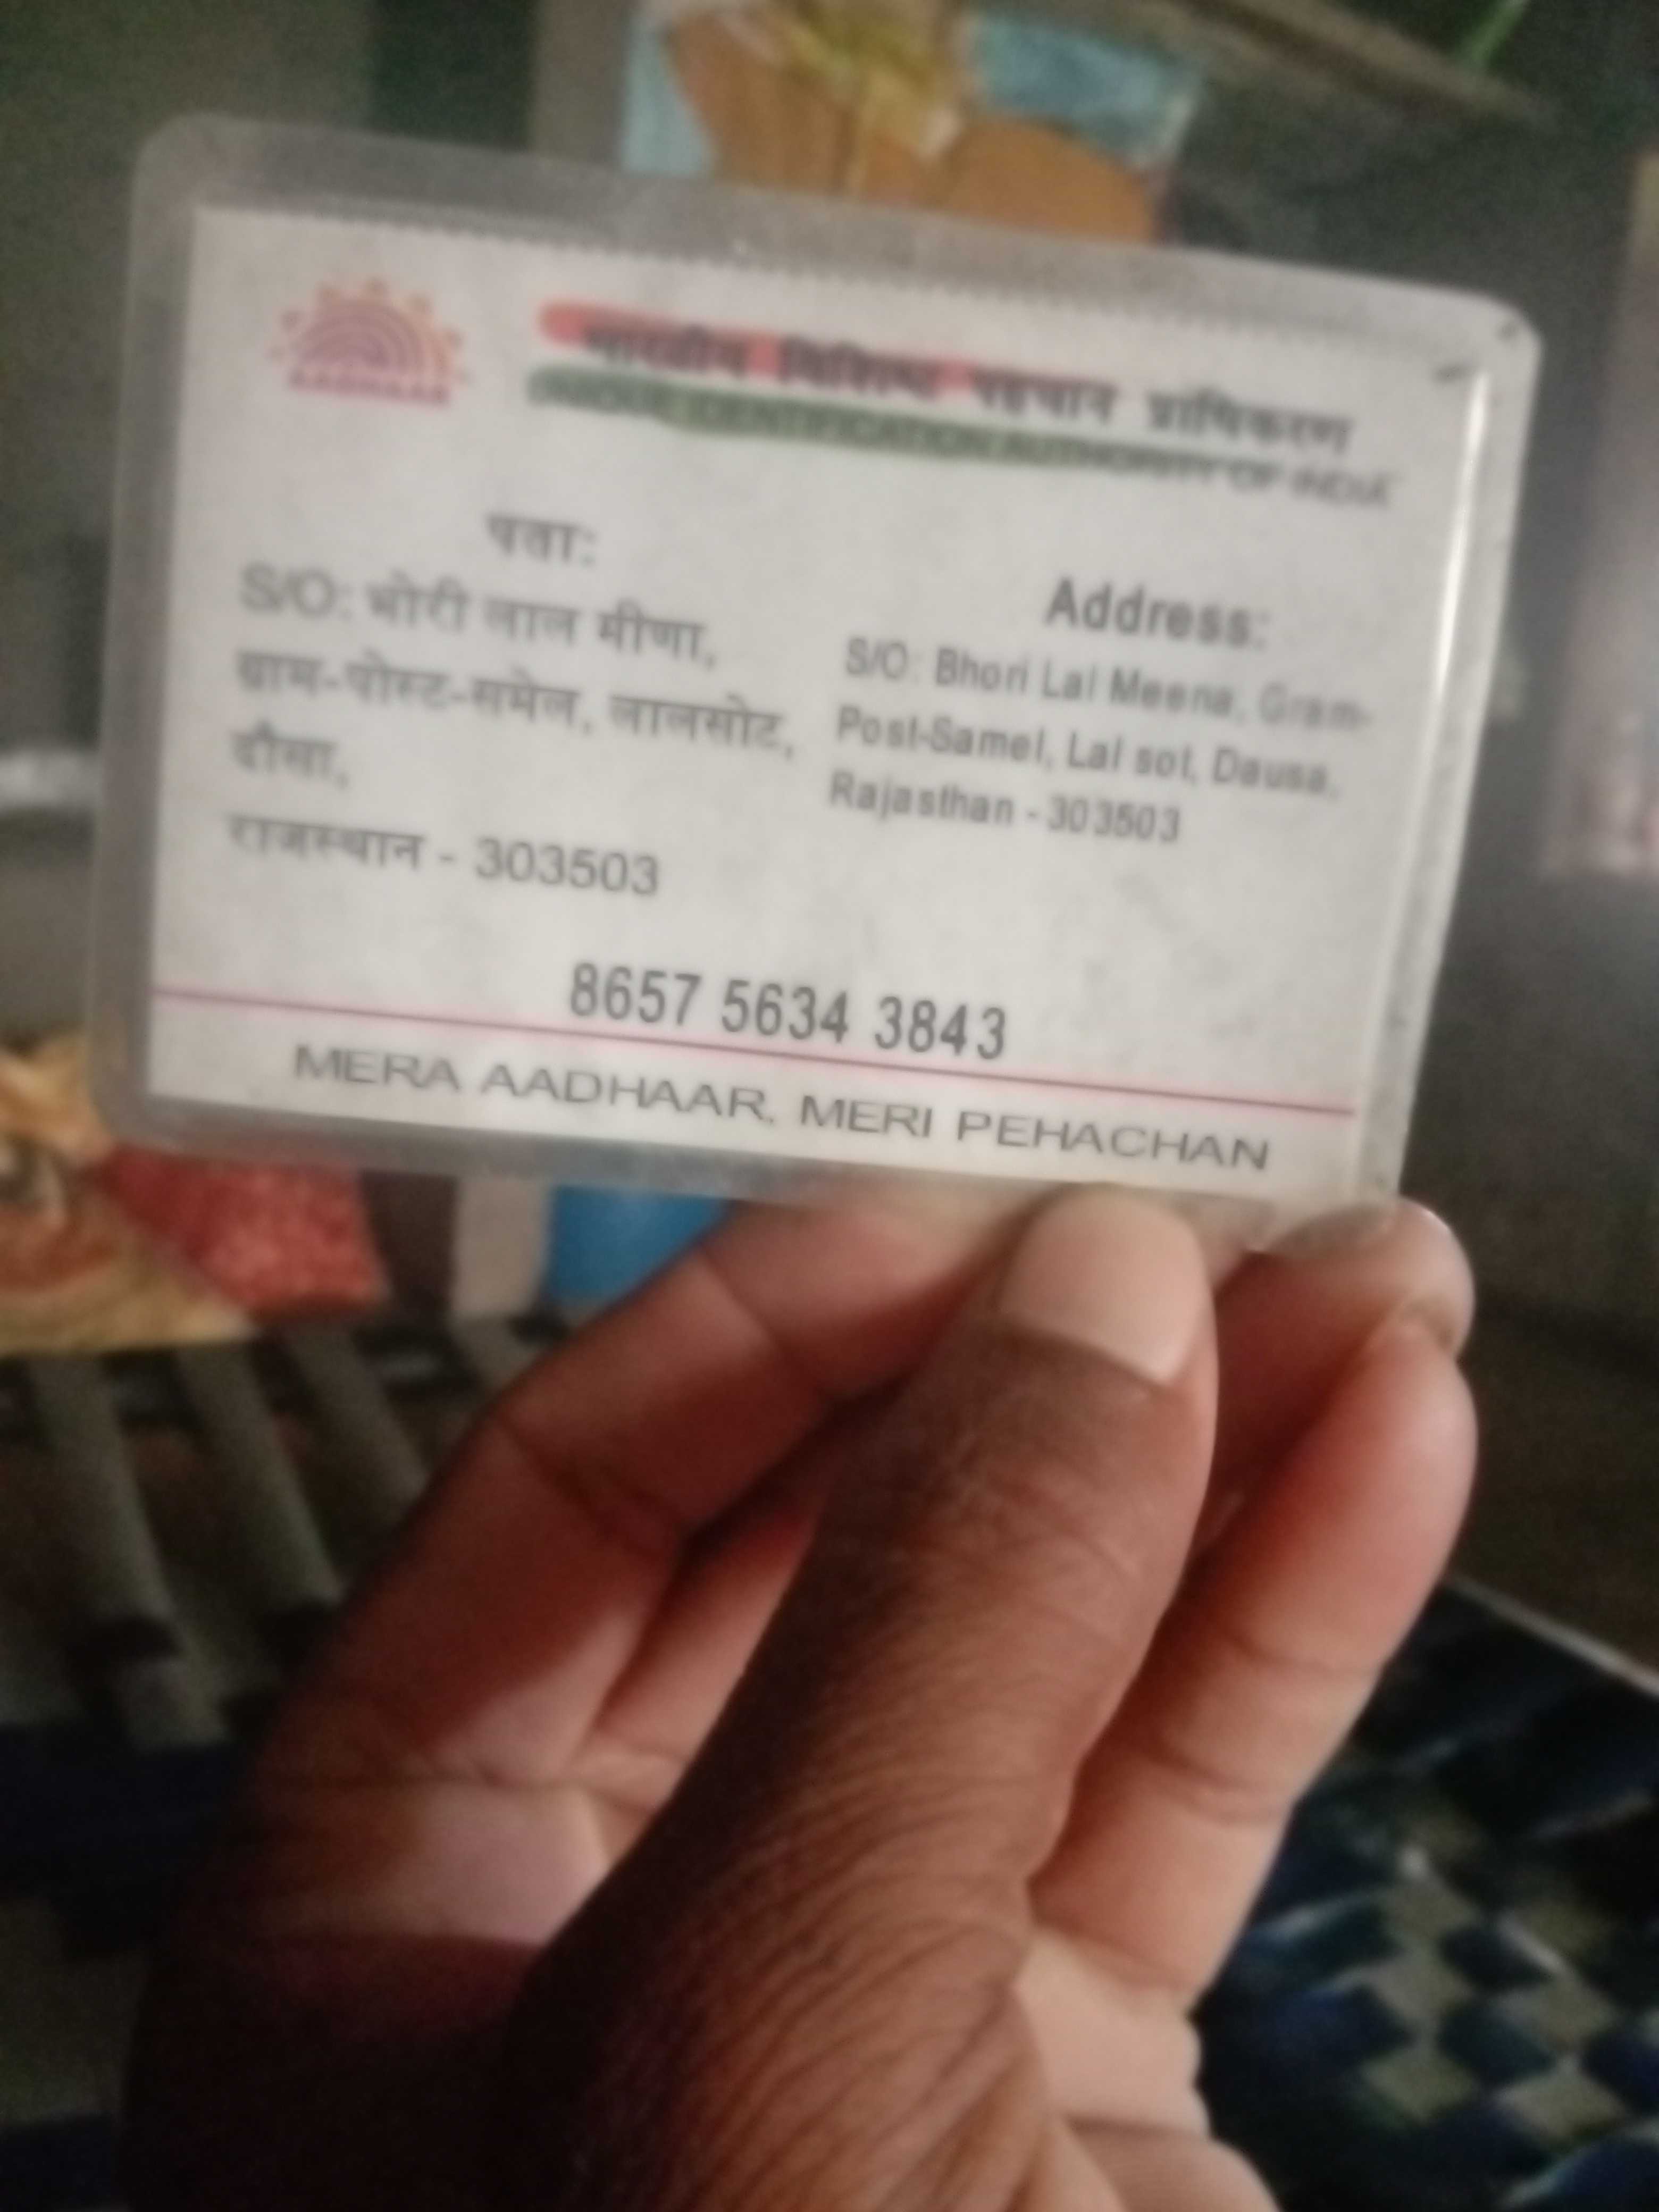 AADHAAR
भारतीय विशिष्ट पहचान प्राधिकरण
UNIQUE IDENTIFICATION AUTHORITY OF INDIA
पता:
S/O: भोरी लाल मीणा,
ग्राम-पोस्ट-समेल, लालसोट,
दौसा,
राजस्थान - 303503
Address:
S/O: Bhori Lal Meena, Gram-
Post-Samel, Lal sot, Dausa,
Rajasthan - 303503
8657 5634 3843
MERA AADHAAR, MERI PEHACHAN